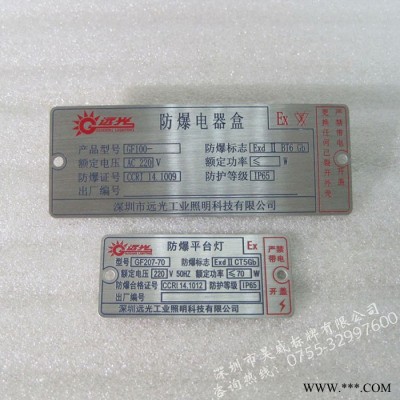 远光 防爆电器盒 Ex
产品型号 GF100- 防爆标志 Exd II BT6 Gb
额定电压 AC 220 V 额定功率 ≤ W
防爆证号 CCRI 14.1009 防护等级 IP65
出厂编号
深圳市远光工业照明科技有限公司
严禁带电
开盖
远光 防爆平台灯 Ex
型号 GF207-70 防爆标志 Exd II CT5Gb
额定电压 220 V 50HZ 额定功率 ≤ 70 W
防爆合格证号 CCRI 14.1012 防护等级 IP65
出厂编号
深圳远光工业照明科技有限公司
严禁
带电
开盖
深圳市美威标牌有限公司
咨询热线:0755-32997600
www.***.com